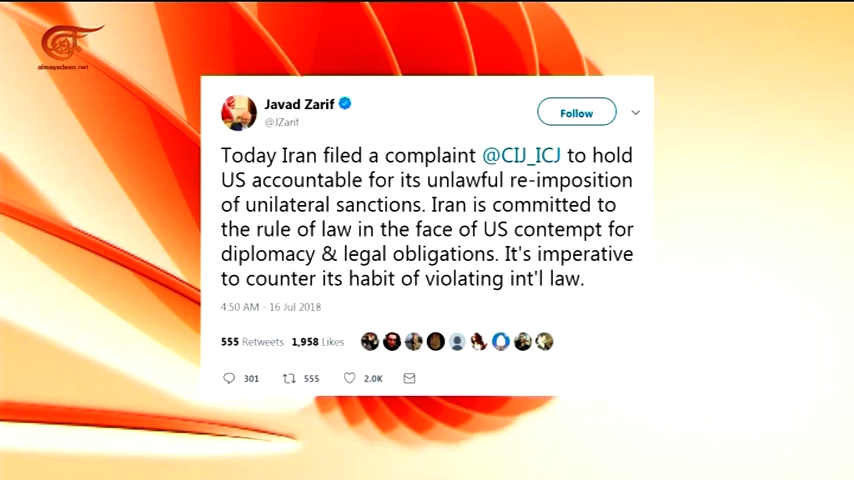 almayadeen.net
Javad Zarif
@JZarif
Follow
Today Iran filed a complaint @CIJ_ICJ to hold
US accountable for its unlawful re-imposition
of unilateral sanctions. Iran is committed to
the rule of law in the face of US contempt for
diplomacy & legal obligations. It's imperative
to counter its habit of violating int'l law.
4:50 AM - 16 Jul 2018
555 Retweets 1,958 Likes
301 555 2.0K